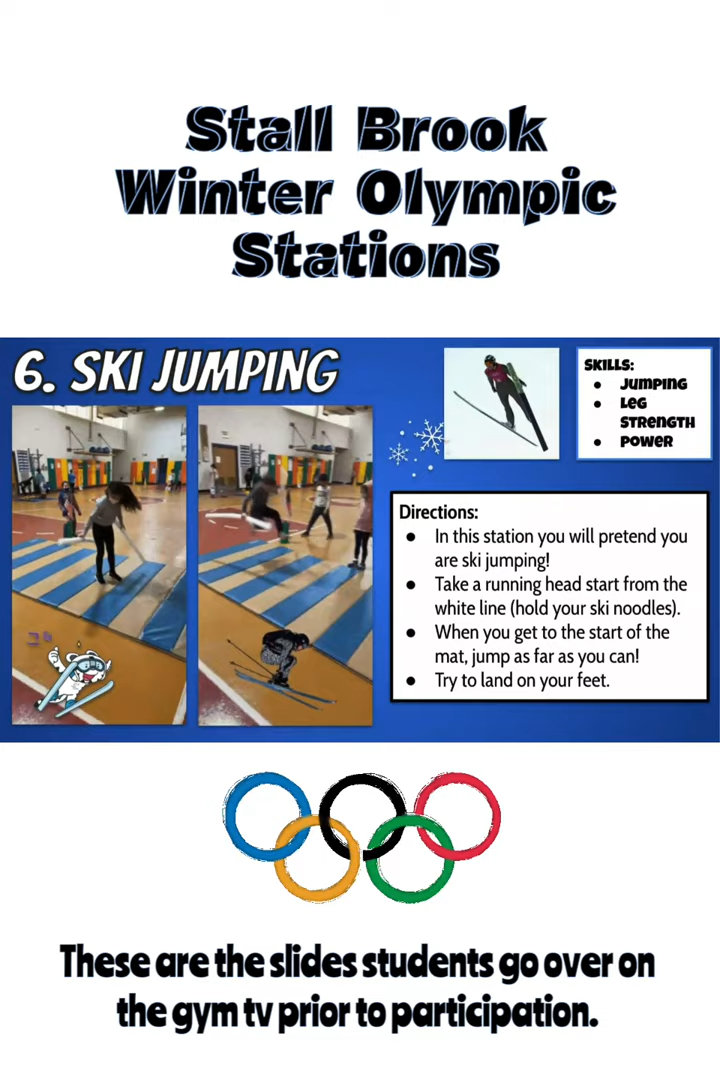 Stall Brook
Winter Olympic
Stations
6. SKI JUMPING
SKILLS:
● JUMPING
● LEG
STRENGTH
● POWER
Directions:
● In this station you will pretend you
are ski jumping!
● Take a running head start from the
white line (hold your ski noodles).
● When you get to the start of the
mat, jump as far as you can!
● Try to land on your feet.
These are the slides students go over on
the gym tv prior to participation.